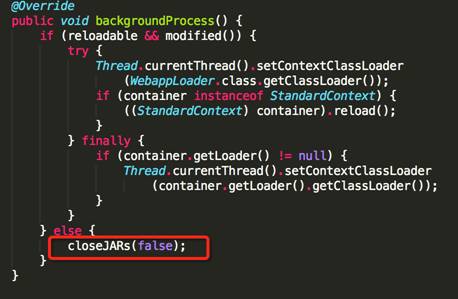 @Override
public void backgroundProcess() {
if (reloadable && modified()) {
try {
Thread.currentThread().setContextClassLoader
(WebappLoader.class.getClassLoader());
if (container instanceof StandardContext) {
((StandardContext) container).reload();
}
} finally {
if (container.getLoader() != null) {
Thread.currentThread().setContextClassLoader
(container.getLoader().getClassLoader());
}
}
} else {
closeJARs(false);
}
}